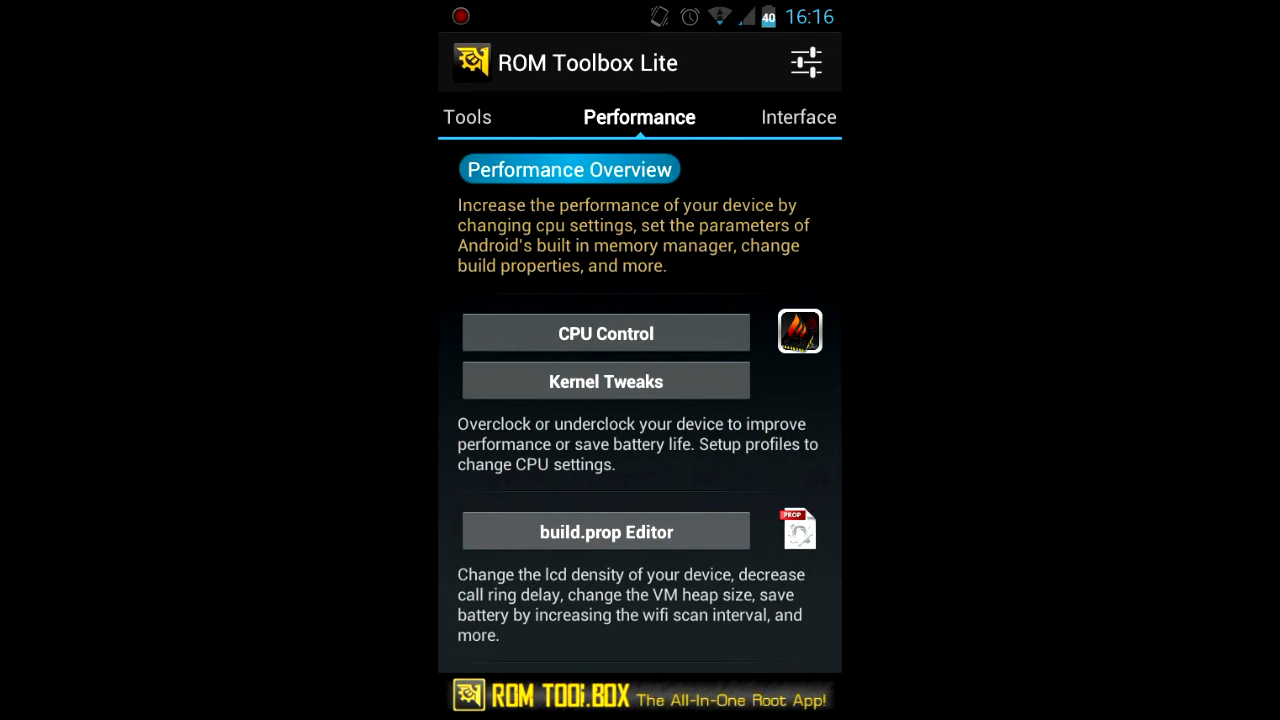 40 16:16
ROM Toolbox Lite
Tools Performance Interface
Performance Overview
Increase the performance of your device by
changing cpu settings, set the parameters of
Android's built in memory manager, change
build properties, and more.
CPU Control
Kernel Tweaks
Overclock or underclock your device to improve
performance or save battery life. Setup profiles to
change CPU settings.
build.prop Editor
PROP
Change the lcd density of your device, decrease
call ring delay, change the VM heap size, save
battery by increasing the wifi scan interval, and
more.
ROM TOOLBOX The All-In-One Root App!